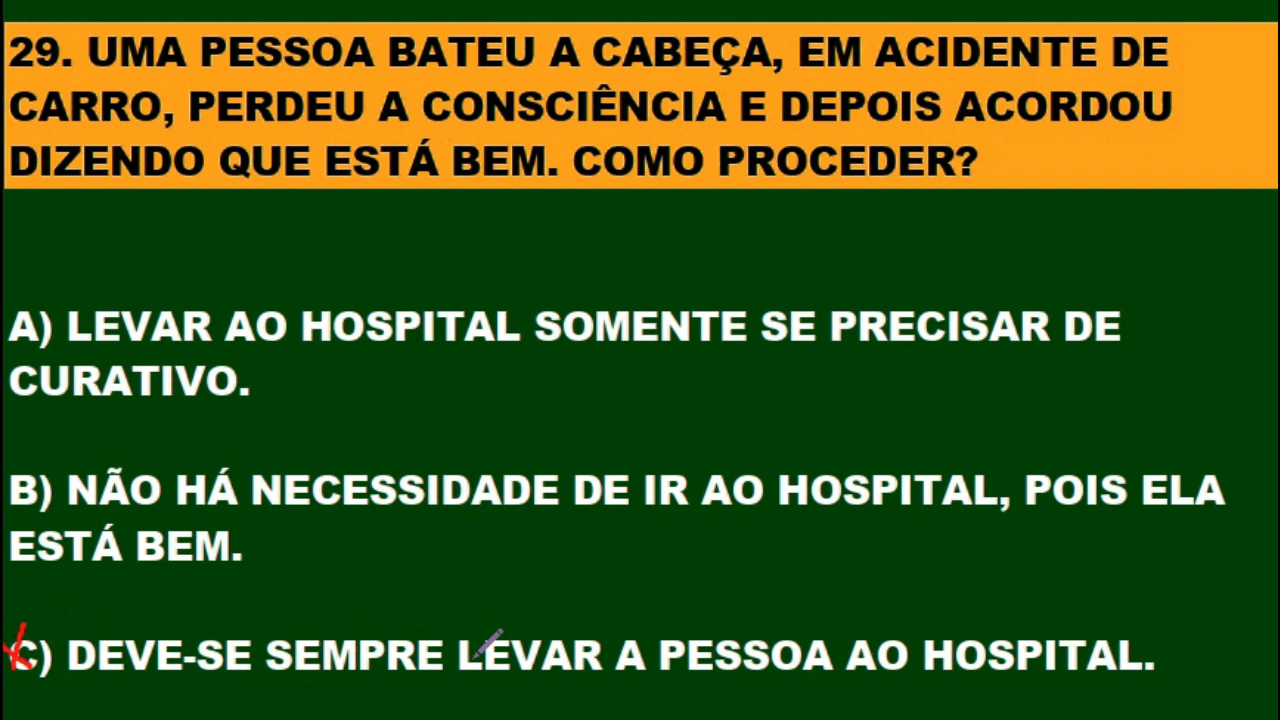 29. UMA PESSOA BATEU A CABEÇA, EM ACIDENTE DE
CARRO, PERDEU A CONSCIÊNCIA E DEPOIS ACORDOU
DIZENDO QUE ESTÁ BEM. COMO PROCEDER?
A) LEVAR AO HOSPITAL SOMENTE SE PRECISAR DE
CURATIVO.
B) NÃO HÁ NECESSIDADE DE IR AO HOSPITAL, POIS ELA
ESTÁ BEM.
C) DEVE-SE SEMPRE LEVAR A PESSOA AO HOSPITAL.